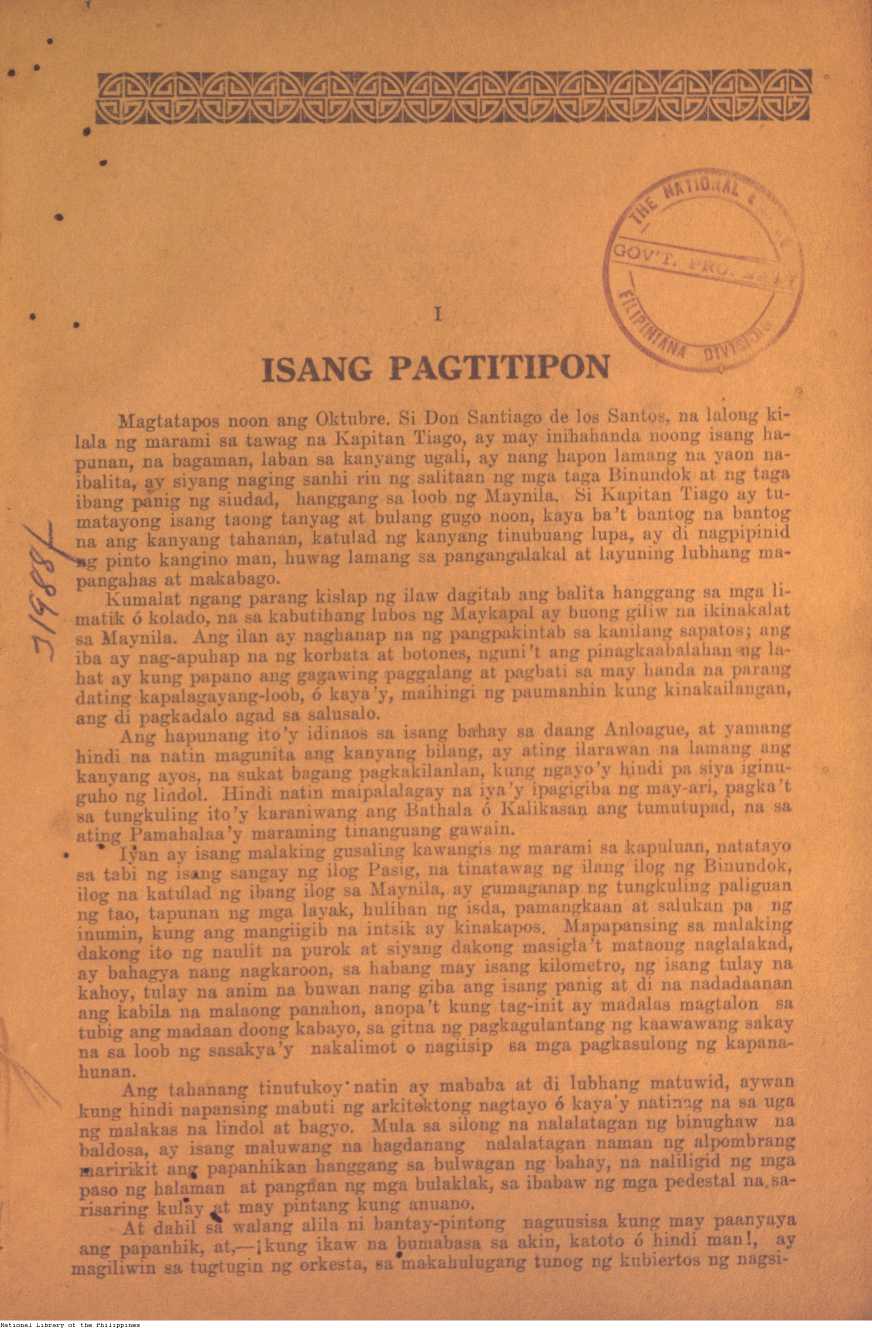 THE NATIONAL
GOV'T. PRO
FILIPINIANA DIVISION
I
ISANG PAGTITIPON
Magtatapos noon ang Oktubre. Si Don Santiago de los Santos, na lalong ki-
lala ng marami sa tawag na Kapitan Tiago, ay may inihahanda noong isang ha-
punan, na bagaman, laban sa kanyang ugali, ay nang hapon lamang na yaon na-
ibalita, ay siyang naging sanhi rin ng salitaan ng mga taga Binundok at ng taga
ibang panig ng siudad, hanggang sa loob ng Maynila. Si Kapitan Tiago ay tu-
matayong isang taong tanyag at bulang gugo noon, kaya ba't bantog na bantog
na ang kanyang tahanan, katulad ng kanyang tinubuang lupa, ay di nagpipinid
ng pinto kangino man, huwag lamang sa pangangalakal at layuning lubhang ma-
pangahas at makabago.
Kumalat ngang parang kislap ng ilaw dagitab ang balita hanggang sa mga li-
matik ó kolado, na sa kabutihang lubos ng Maykapal ay buong giliw na ikinakalat
sa Maynila. Ang ilan ay naghanap na ng pangpakintab sa kanilang sapatos; ang
iba ay nag-apuhap na ng korbata at botones, nguni't ang pinagkaabalahan ng la-
hat ay kung papano ang gagawing paggalang at pagbati sa may handa na parang
dating kapalagayang-loob, ó kaya'y, maihingi ng paumanhin kung kinakailangan,
ang di pagkadalo agad sa salusalo.
Ang hapunang ito'y idinaos sa isang bahay sa daang Anloague, at yamang
hindi na natin magunita ang kanyang bilang, ay ating ilarawan na lamang ang
kanyang ayos, na sukat bagang pagkakilanlan, kung ngayo'y hindi pa siya iginu-
guho ng lindol. Hindi natin maipalalagay na iya'y ipagigiba ng may-ari, pagka't
sa tungkuling ito'y karaniwang ang Bathala ó Kalikasan ang tumutupad, na sa
ating Pamahalaa'y maraming tinanguang gawain.
Iyan ay isang malaking gusaling kawangis ng marami sa kapuluan, natatayo
sa tabi ng isang sangay ng ilog Pasig, na tinatawag ng ilang ilog ng Binundok,
ilog na katulad ng ibang ilog sa Maynila, ay gumaganap ng tungkuling paliguan
ng tao, tapunan ng mga layak, hulihan ng isda, pamangkaan at salukan pa ng
inumin, kung ang mangiigib na intsik ay kinakapos. Mapapansing sa malaking
dakong ito ng naulit na purok at siyang dakong masigla't mataong naglalakad,
ay bahagya nang nagkaroon, sa habang may isang kilometro, ng isang tulay na
kahoy, tulay na anim na buwan nang giba ang isang panig at di na nadadaanan
ang kabila na malaong panahon, anopa't kung tag-init ay madalas magtalon sa
tubig ang madaan doong kabayo, sa gitna ng pagkagulantang ng kaawawang sakay
na sa loob ng sasakya'y nakalimot o nagiisip sa mga pagkasulong ng kapana-
hunan.
Ang tahanang tinutukoy natin ay mababa at di lubhang matuwid, aywan
kung hindi napansing mabuti ng arkitektong nagtayo ó kaya'y natinag na sa uga
ng malakas na lindol at bagyo. Mula sa silong na nalalatagan ng binughaw na
baldosa, ay isang maluwang na hagdanang nalalatagan naman ng alpombrang
maririkit ang papanhikan hanggang sa bulwagan ng bahay, na naliligid ng mga
paso ng halaman at pangnan ng mga bulaklak, sa ibabaw ng mga pedestal na sa-
risaring kulay at may pintang kung anuano.
At dahil sa walang alila ni bantay-pintong naguusisa kung may paanyaya
ang papanhik, at,—¡kung ikaw na bumabasa sa akin, katoto ó hindi man!, ay
magiliwin sa tugtugin ng orkesta, sa makahulugang tunog ng kubiertos ng nagsi-
National Library of the Philippines